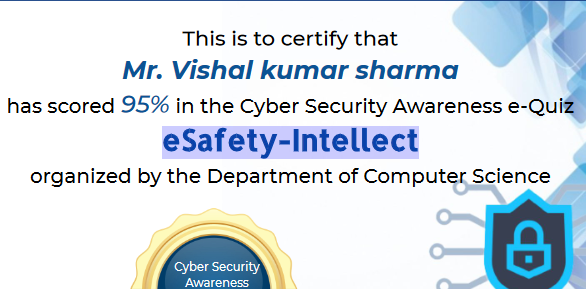 This is to certify that
Mr. Vishal kumar sharma
has scored 95% in the Cyber Security Awareness e-Quiz
eSafety-Intellect
organized by the Department of Computer Science
Cyber Security
Awareness